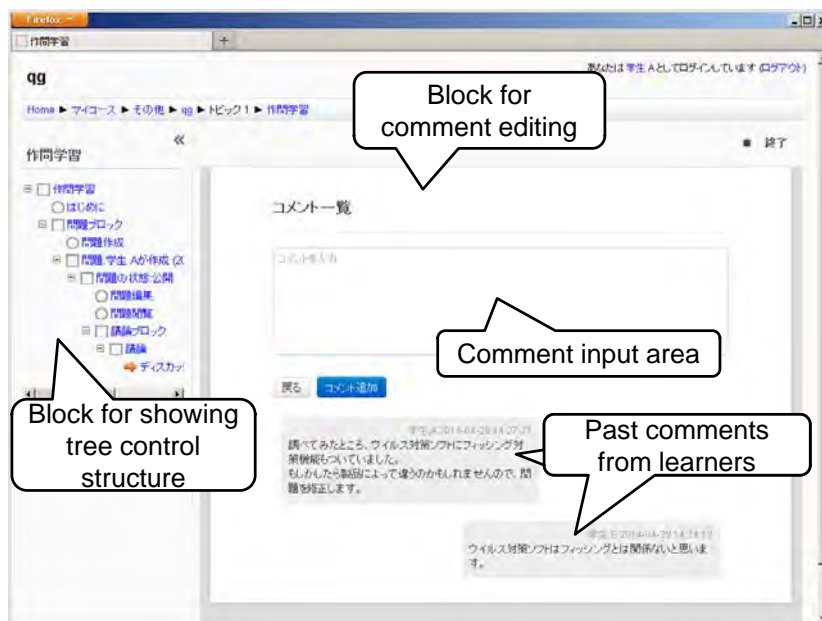 Firefox
作問学習
+
qg
あなたは 学生 A としてログインしています (ログアウト)
Home ► マイコース ► その他 ► qg ► トピック 1 ► 作問学習
Block for
comment editing
作問学習
«
■ 終了
作問学習
はじめに
問題ブロック
問題作成
問題:学生 Aが作成 (20
問題の状態:公開
問題編集
問題閲覧
議論ブロック
議論
ディスカッ
コメント一覧
コメントを入力
Comment input area
戻る
コメント追加
Block for showing
tree control
structure
調べてみたところ、ウイルス対策ソフトにフィッシング対
策機能もついていました。
もしかしたら製品によって違うのかもしれませんので、問
題を修正します。
Past comments
from learners
ウイルス対策ソフトはフィッシングとは関係ないと思いま
す。